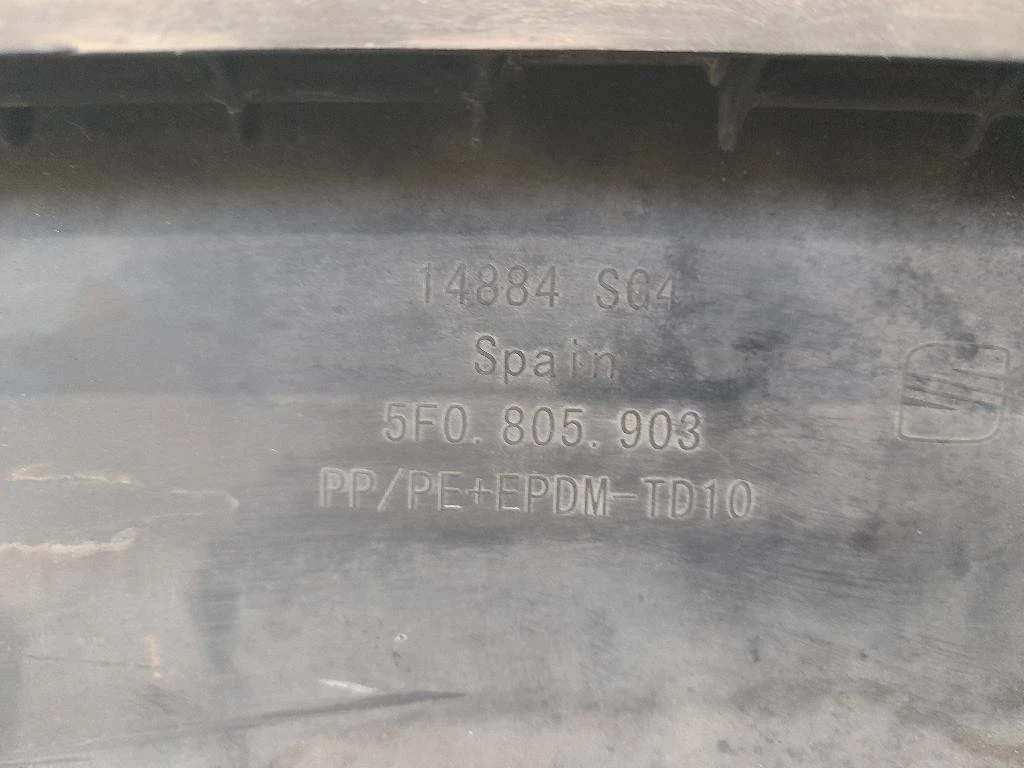 14884 SG4
Spain
5F0.805.903
PP/PE+EPDM-TD10